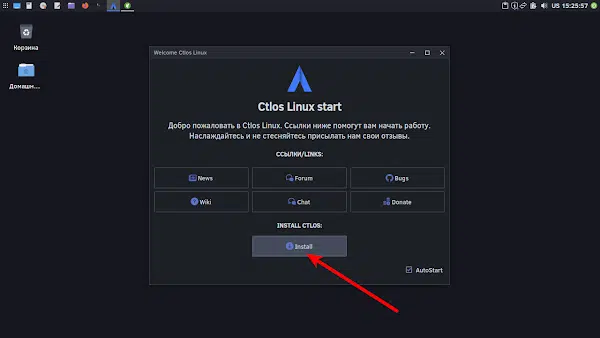 US 15:25:57
Корзина
Домашн...
Welcome Ctlos Linux
Ctlos Linux start
Добро пожаловать в Ctlos Linux. Ссылки ниже помогут вам начать работу.
Наслаждайтесь и не стесняйтесь присылать нам свои отзывы.
ССЫЛКИ/LINKS:
News
Forum
Bugs
Wiki
Chat
Donate
INSTALL CTLOS:
Install
AutoStart